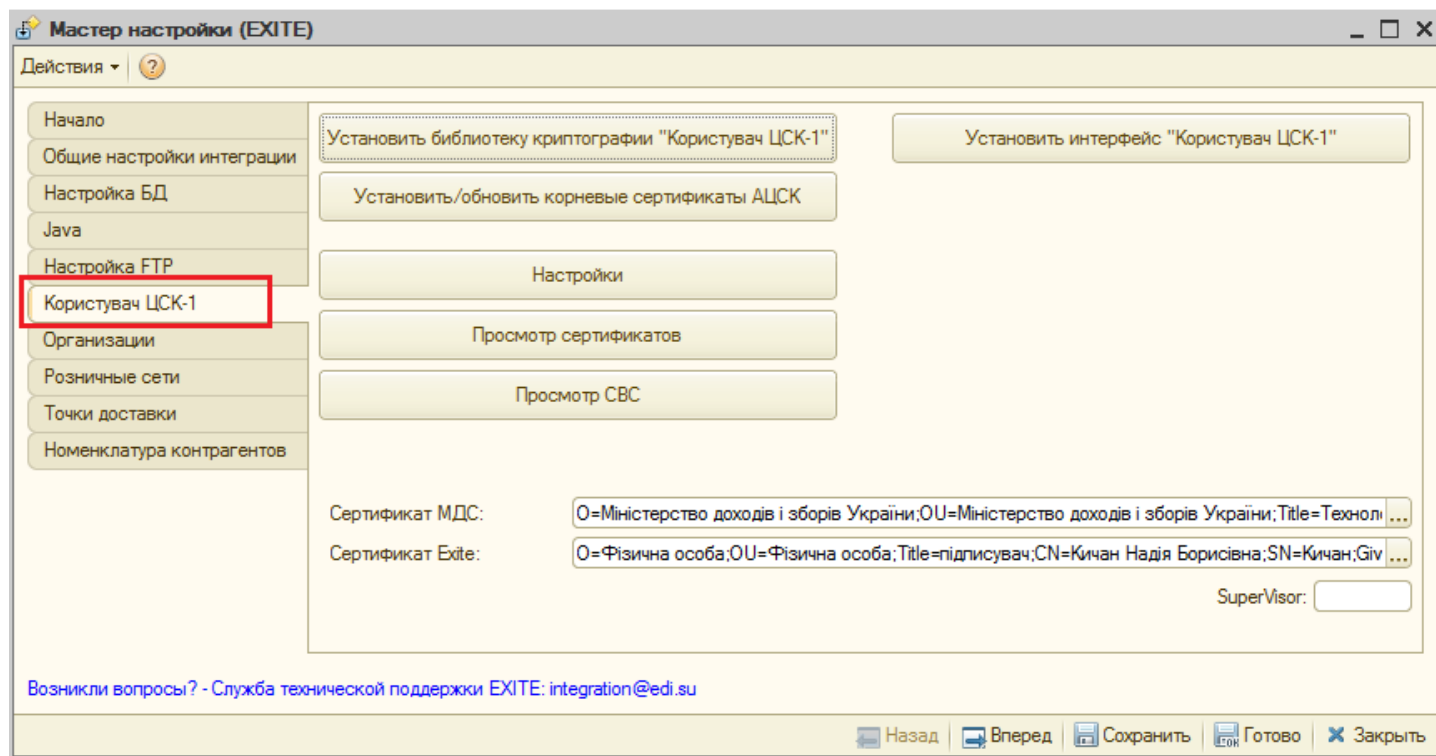 Мастер настройки (EXITE)
Действия
Начало
Общие настройки интеграции
Настройка БД
Java
Настройка FTP
Користувач ЦСК-1
Организации
Розничные сети
Точки доставки
Номенклатура контрагентов
Установить библиотеку криптографии "Користувач ЦСК-1"
Установить интерфейс "Користувач ЦСК-1"
Установить/обновить корневые сертификаты АЦСК
Настройки
Просмотр сертификатов
Просмотр СВС
Сертификат МДС: O=Міністерство доходів і зборів України;OU=Міністерство доходів і зборів України;Title=Технол ...
Сертификат Exite: O=Фізична особа;OU=Фізична особа;Title=підписувач;CN=Кичан Надія Борисівна;SN=Кичан;Giv ...
SuperVisor:
Возникли вопросы? - Служба технической поддержки EXITE: integration@edi.su
Назад Вперед Сохранить Готово Закрыть